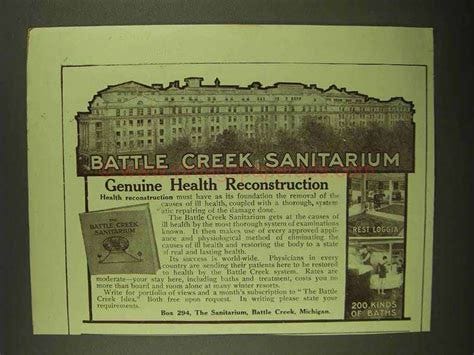 BATTLE CREEK SANITARIUM
Genuine Health Reconstruction
Health reconstruction must have as its foundation the removal of the
causes of ill health, coupled with a thorough, system
atic repairing of the damage done.
The Battle Creek Sanitarium gets at the causes of
ill health by the most thorough system of examinations
known. It then makes use of every approved appli
ance and physiological method of eliminating the
causes of ill health and restoring the body to a state
of real and lasting health.
Its success is world-wide. Physicians in every
country are sending their patients here to be restored
to health by the Battle Creek system. Rates are
moderate—your stay here, including baths and treatment, costs you no
more than board and room alone at many winter resorts.
Write for portfolio of views and a month's subscription to "The
Battle Creek Idea." Both free upon request. In writing please state your
requirements.
Box 294, The Sanitarium, Battle Creek, Michigan.
THE
BATTLE CREEK
SANITARIUM
REST LOGGIA
200 KINDS
OF BATHS